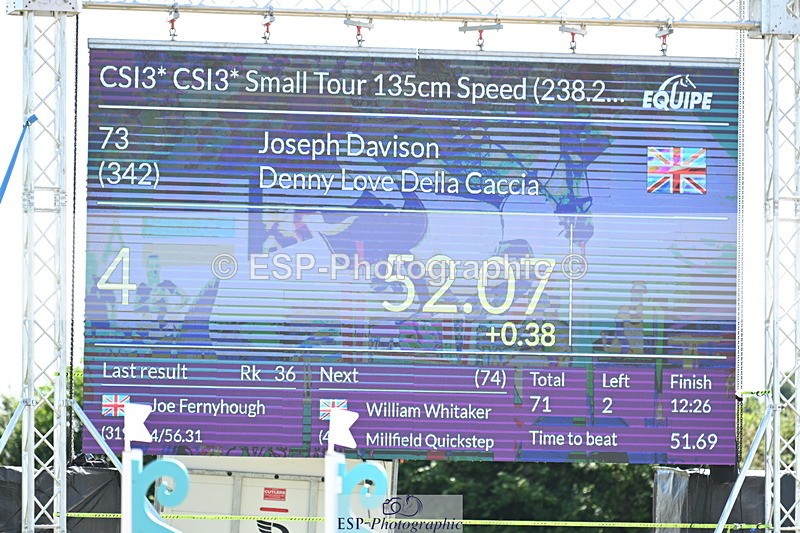 CSI3* CSI3* Small Tour 135cm Speed (238.2... EQUIPE
73 Joseph Davison
(342) Denny Love Della Caccia
© ESP-Photographic ©
4 52.07
+0.38
Last result Rk 36 Next (74) Total Left Finish
Joe Fernyhough William Whitaker 71 2 12:26
4/56.31 Millfield Quickstep Time to beat 51.69
CUTLERS
ESP-Photographic